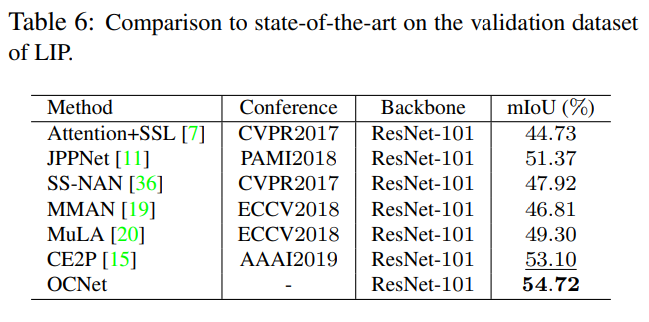 Table 6: Comparison to state-of-the-art on the validation dataset
of LIP.
Method Conference Backbone mIoU (%)
Attention+SSL [7] CVPR2017 ResNet-101 44.73
JPPNet [11] PAMI2018 ResNet-101 51.37
SS-NAN [36] CVPR2017 ResNet-101 47.92
MMAN [19] ECCV2018 ResNet-101 46.81
MuLA [20] ECCV2018 ResNet-101 49.30
CE2P [15] AAAI2019 ResNet-101 53.10
OCNet - ResNet-101 54.72